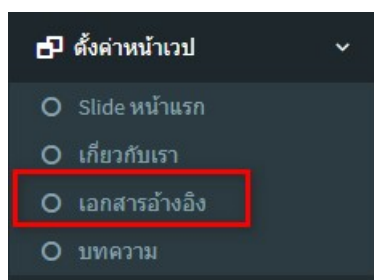 ตั้งค่าหน้าเวป
Slide หน้าแรก
เกี่ยวกับเรา
เอกสารอ้างอิง
บทความ